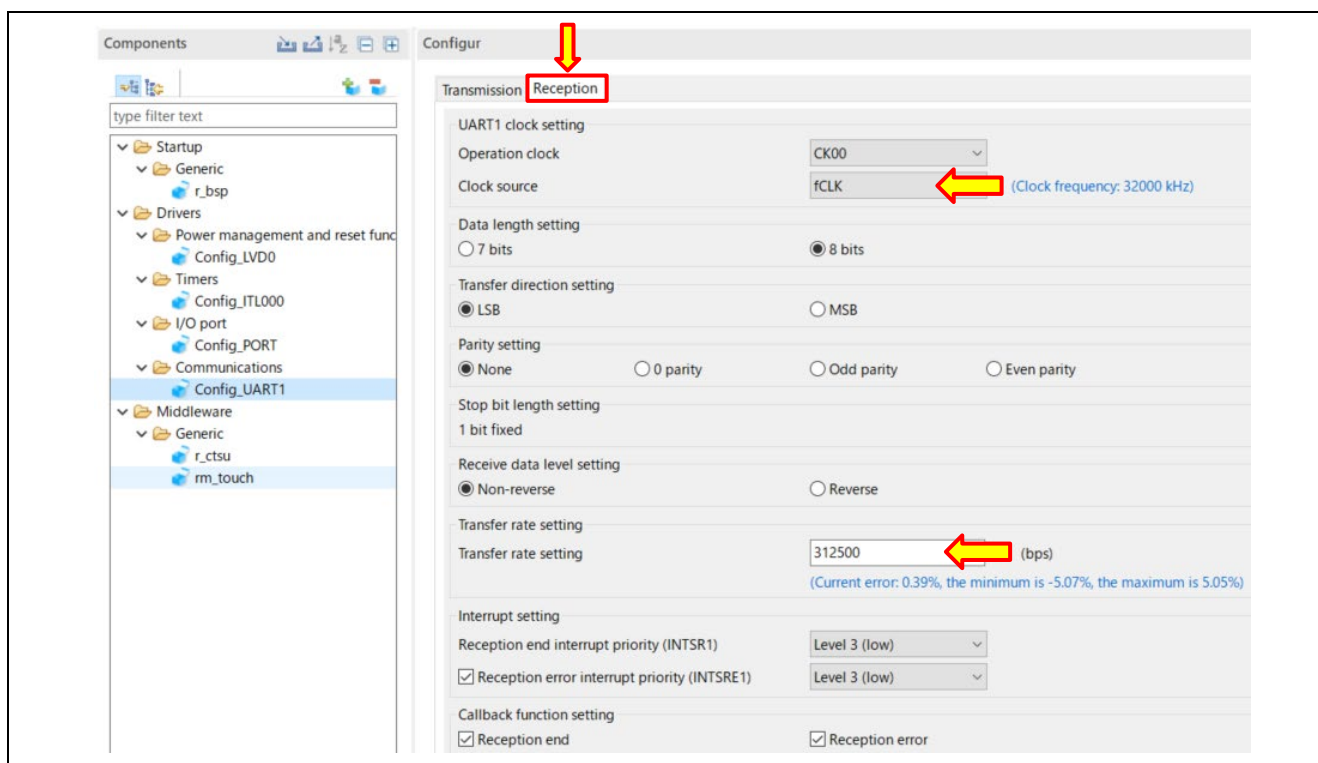 Components
type filter text
Startup
Generic
r_bsp
Drivers
Power management and reset func
Config_LVD0
Timers
Config_ITL000
I/O port
Config_PORT
Communications
Config_UART1
Middleware
Generic
r_ctsu
rm_touch
Configur
Transmission Reception
UART1 clock setting
Operation clock CK00
Clock source fCLK (Clock frequency: 32000 kHz)
Data length setting
7 bits 8 bits
Transfer direction setting
LSB MSB
Parity setting
None 0 parity Odd parity Even parity
Stop bit length setting
1 bit fixed
Receive data level setting
Non-reverse Reverse
Transfer rate setting
Transfer rate setting 312500 (bps)
(Current error: 0.39%, the minimum is -5.07%, the maximum is 5.05%)
Interrupt setting
Reception end interrupt priority (INTSR1) Level 3 (low)
Reception error interrupt priority (INTSRE1) Level 3 (low)
Callback function setting
Reception end Reception error